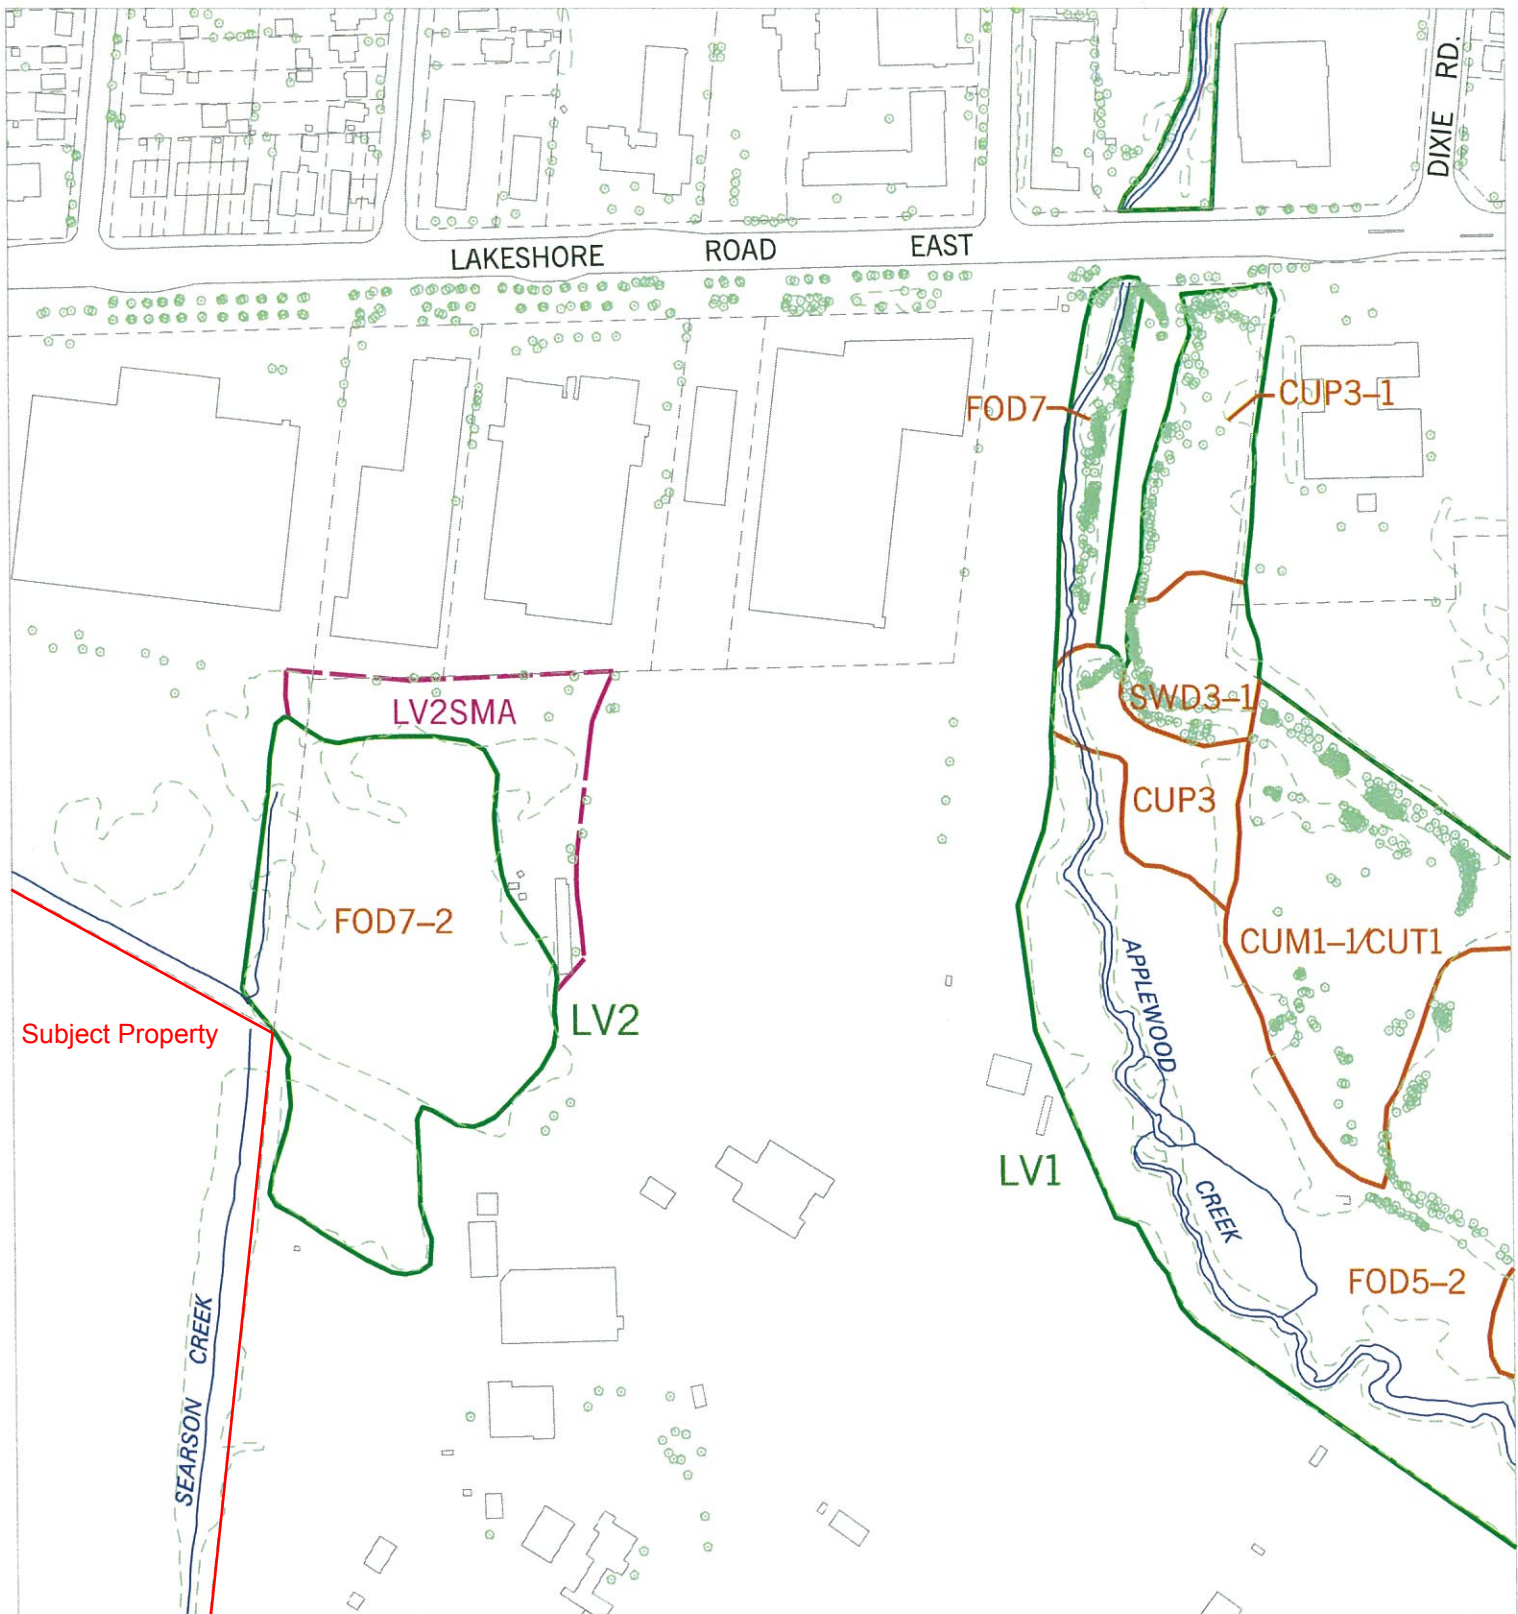 DIXIE RD.
LAKESHORE ROAD EAST
FOD7
CUP3-1
SWD3-1
LV2SMA
CUP3
FOD7-2
CUM1-1/CUT1
APPLEWOOD
LV2
Subject Property
LV1
CREEK
FOD5-2
SEARSON CREEK